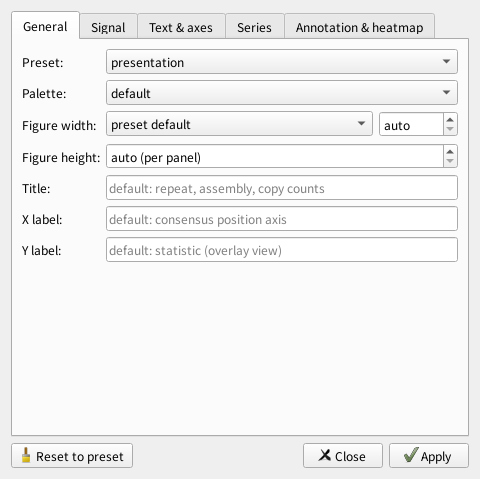 General Signal Text & axes Series Annotation & heatmap
Preset: presentation
Palette: default
Figure width: preset default auto
Figure height: auto (per panel)
Title: default: repeat, assembly, copy counts
X label: default: consensus position axis
Y label: default: statistic (overlay view)
Reset to preset Close Apply